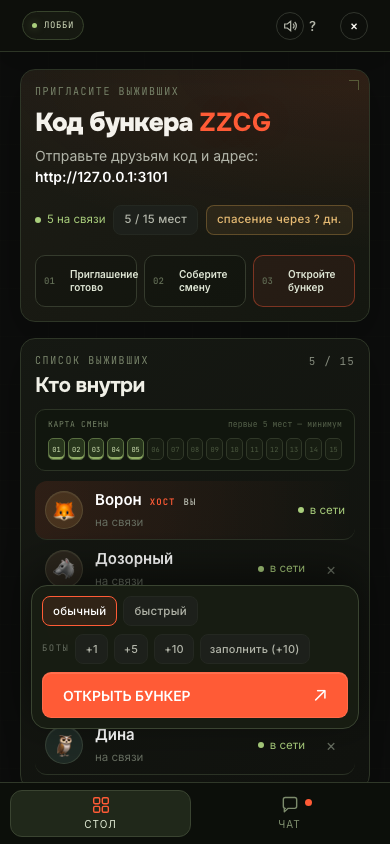 ЛОББИ
?
×
ПРИГЛАСИТЕ ВЫЖИВШИХ
Код бункера ZZCG
Отправьте друзьям код и адрес:
http://127.0.0.1:3101
5 на связи
5 / 15 мест
спасение через ? дн.
01 Приглашение готово
02 Соберите смену
03 Откройте бункер
СПИСОК ВЫЖИВШИХ
5 / 15
Кто внутри
КАРТА СМЕНЫ
первые 5 мест — минимум
01 02 03 04 05 06 07 08 09 10 11 12 13 14 15
Ворон ХОСТ ВЫ
на связи
в сети
Дозорный
на связи
в сети ×
обычный
быстрый
БОТЫ +1 +5 +10 заполнить (+10)
ОТКРЫТЬ БУНКЕР
Дина
на связи
в сети ×
СТОЛ
ЧАТ